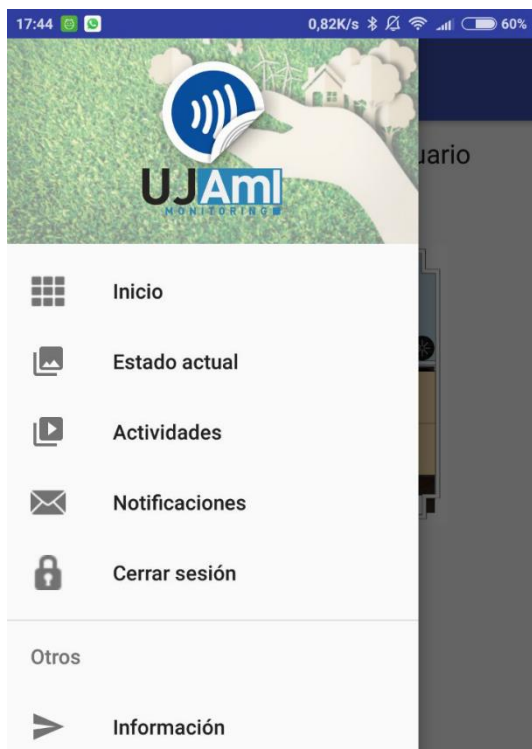 17:44 0,82K/s 60%
UJAmI
MONITORING
uario
Inicio
Estado actual
Actividades
Notificaciones
Cerrar sesión
Otros
Información